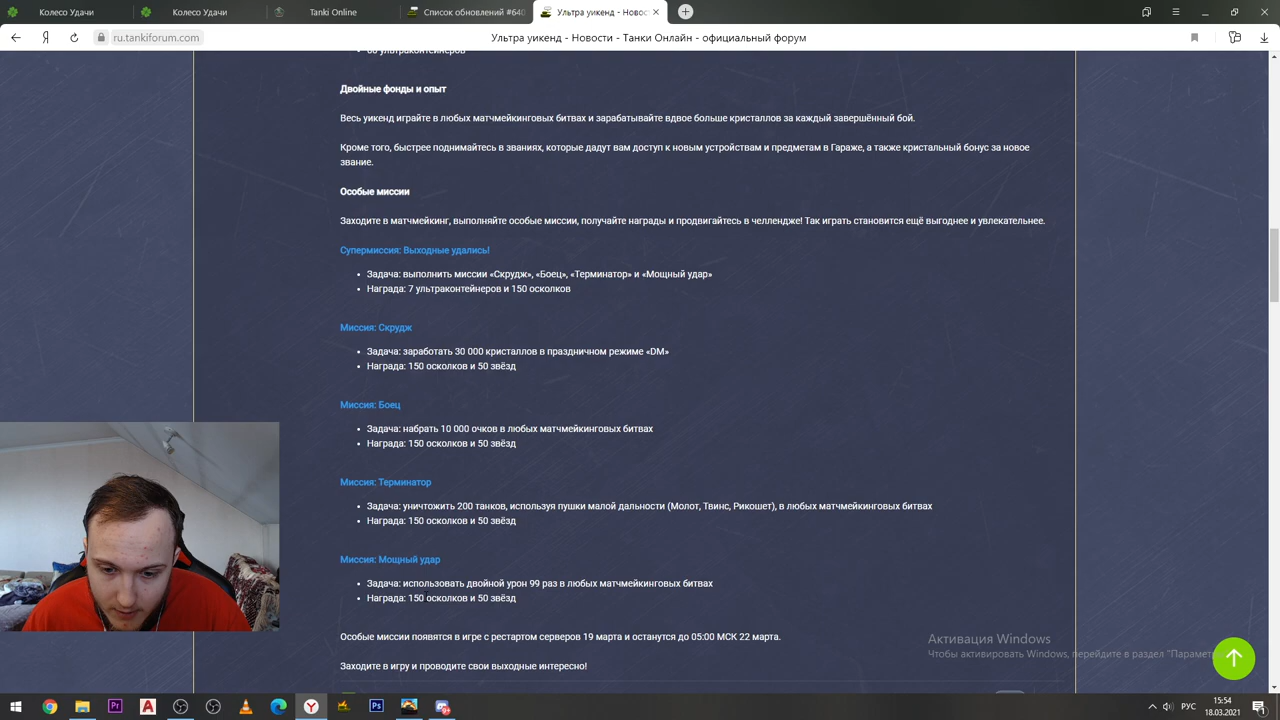 Колесо Удачи
Колесо Удачи
Tanki Online
Список обновлений #640
Ультра уикенд - Новос
ru.tankiforum.com
Ультра уикенд - Новости - Танки Онлайн - официальный форум
ультраконтейнеров
Двойные фонды и опыт
Весь уикенд играйте в любых матчмейкинговых битвах и зарабатывайте вдвое больше кристаллов за каждый завершённый бой.
Кроме того, быстрее поднимайтесь в званиях, которые дадут вам доступ к новым устройствам и предметам в Гараже, а также кристальный бонус за новое
звание.
Особые миссии
Заходите в матчмейкинг, выполняйте особые миссии, получайте награды и продвигайтесь в челлендже! Так играть становится ещё выгоднее и увлекательнее.
Супермиссия: Выходные удались!
• Задача: выполнить миссии «Скрудж», «Боец», «Терминатор» и «Мощный удар»
• Награда: 7 ультраконтейнеров и 150 осколков
Миссия: Скрудж
• Задача: заработать 30 000 кристаллов в праздничном режиме «DM»
• Награда: 150 осколков и 50 звёзд
Миссия: Боец
• Задача: набрать 10 000 очков в любых матчмейкинговых битвах
• Награда: 150 осколков и 50 звёзд
Миссия: Терминатор
• Задача: уничтожить 200 танков, используя пушки малой дальности (Молот, Твинс, Рикошет), в любых матчмейкинговых битвах
• Награда: 150 осколков и 50 звёзд
Миссия: Мощный удар
• Задача: использовать двойной урон 99 раз в любых матчмейкинговых битвах
• Награда: 150 осколков и 50 звёзд
Особые миссии появятся в игре с рестартом серверов 19 марта и останутся до 05:00 МСК 22 марта.
Заходите в игру и проводите свои выходные интересно!
Активация Windows
Чтобы активировать Windows, перейдите в раздел "Парамет
РУС
15:54
18.03.2021